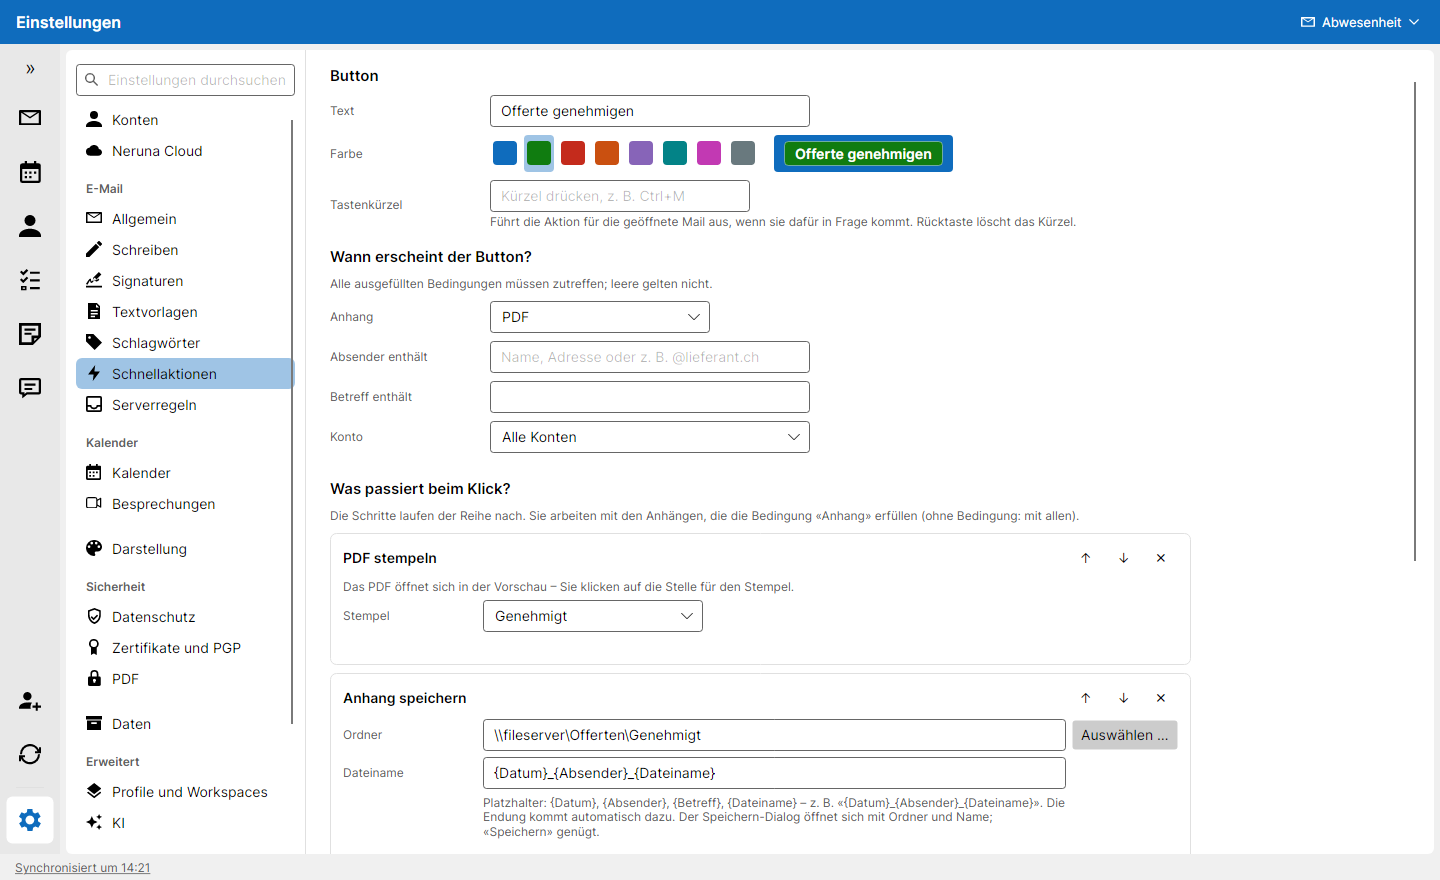 Einstellungen
Abwesenheit
Einstellungen durchsuchen
Konten
Neruna Cloud
E-Mail
Allgemein
Schreiben
Signaturen
Textvorlagen
Schlagwörter
Schnellaktionen
Serverregeln
Kalender
Kalender
Besprechungen
Darstellung
Sicherheit
Datenschutz
Zertifikate und PGP
PDF
Daten
Erweitert
Profile und Workspaces
KI
Button
Text
Offerte genehmigen
Farbe
Offerte genehmigen
Tastenkürzel
Kürzel drücken, z. B. Ctrl+M
Führt die Aktion für die geöffnete Mail aus, wenn sie dafür in Frage kommt. Rücktaste löscht das Kürzel.
Wann erscheint der Button?
Alle ausgefüllten Bedingungen müssen zutreffen; leere gelten nicht.
Anhang
PDF
Absender enthält
Name, Adresse oder z. B. @lieferant.ch
Betreff enthält
Konto
Alle Konten
Was passiert beim Klick?
Die Schritte laufen der Reihe nach. Sie arbeiten mit den Anhängen, die die Bedingung «Anhang» erfüllen (ohne Bedingung: mit allen).
PDF stempeln
Das PDF öffnet sich in der Vorschau – Sie klicken auf die Stelle für den Stempel.
Stempel
Genehmigt
Anhang speichern
Ordner
\\fileserver\Offerten\Genehmigt
Auswählen ...
Dateiname
{Datum}_{Absender}_{Dateiname}
Platzhalter: {Datum}, {Absender}, {Betreff}, {Dateiname} – z. B. «{Datum}_{Absender}_{Dateiname}». Die
Endung kommt automatisch dazu. Der Speichern-Dialog öffnet sich mit Ordner und Name;
«Speichern» genügt.
Synchronisiert um 14:21